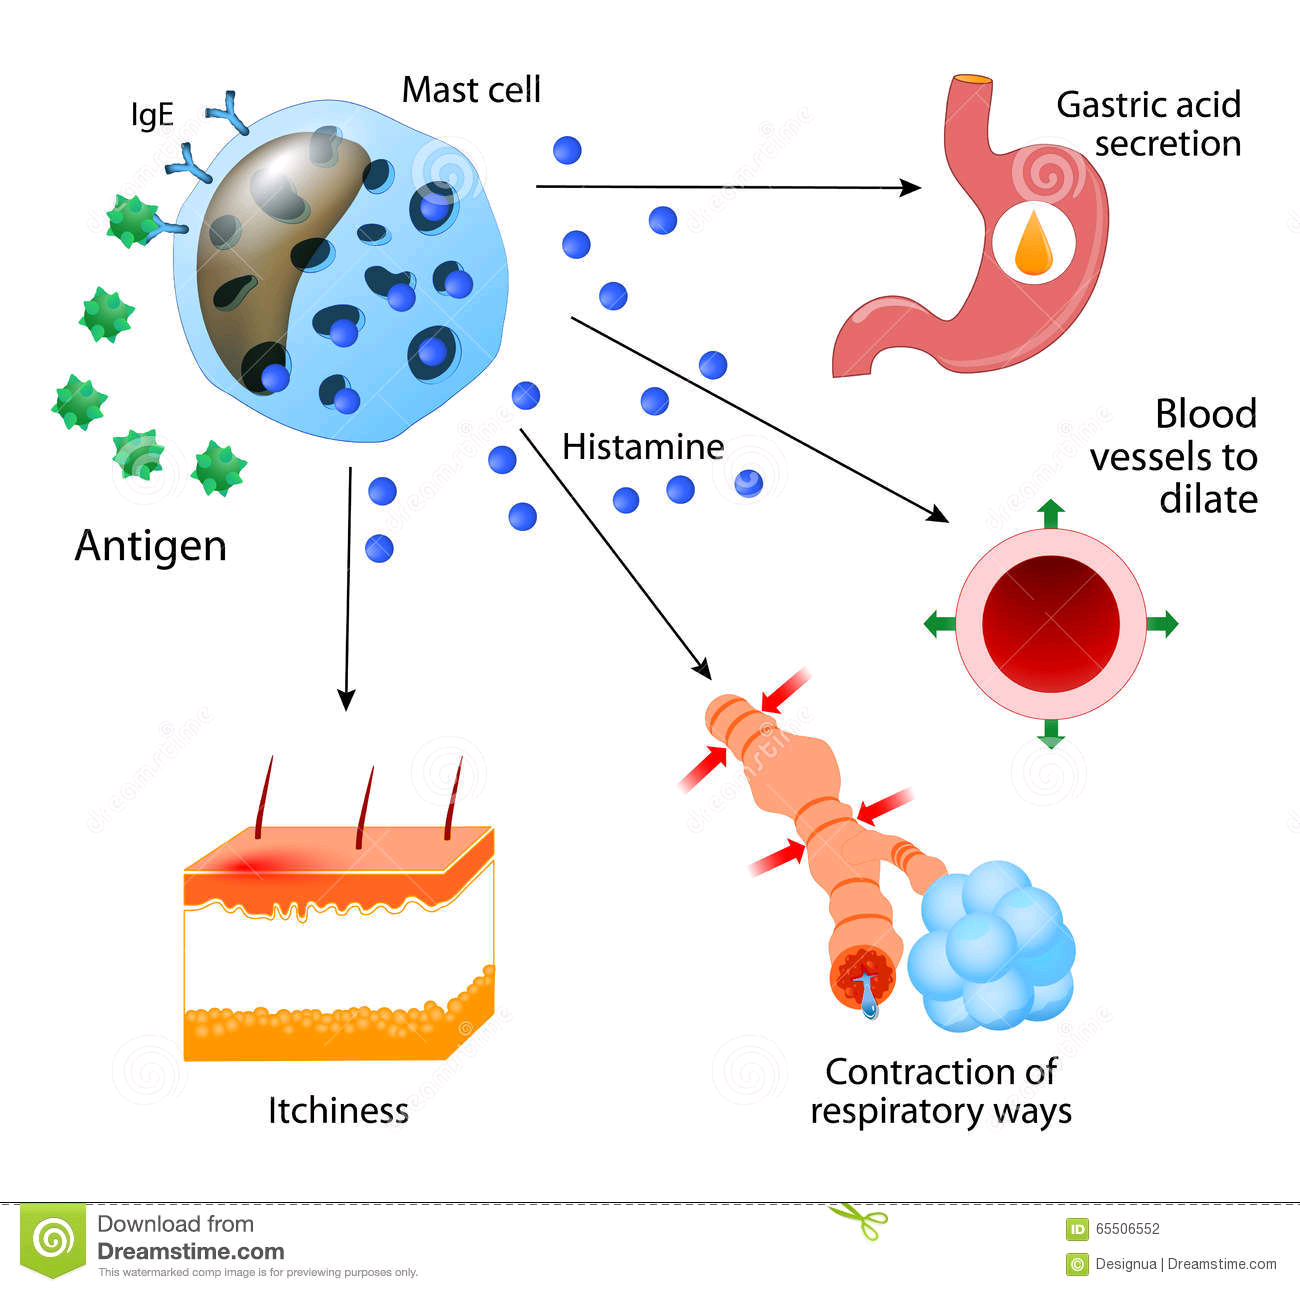 Mast cell
IgE
Gastric acid
secretion
Histamine
Blood
vessels to
dilate
Antigen
Itchiness
Contraction of
respiratory ways
dreamstime
Download from
Dreamstime.com
This watermarked comp image is for previewing purposes only.
ID 65506552
© Designua | Dreamstime.com